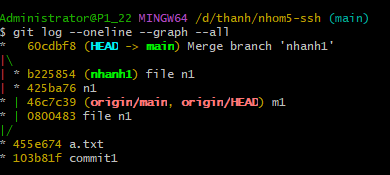 Administrator@P1_22 MINGW64 /d/thanh/nhom5-ssh (main)
$ git log --oneline --graph --all
*   60cdbf8 (HEAD -> main) Merge branch 'nhanh1'
|\
| * b225854 (nhanh1) file n1
| * 425ba76 n1
* | 46c7c39 (origin/main, origin/HEAD) m1
* | 0800483 file n1
|/
* 455e674 a.txt
* 103b81f commit1